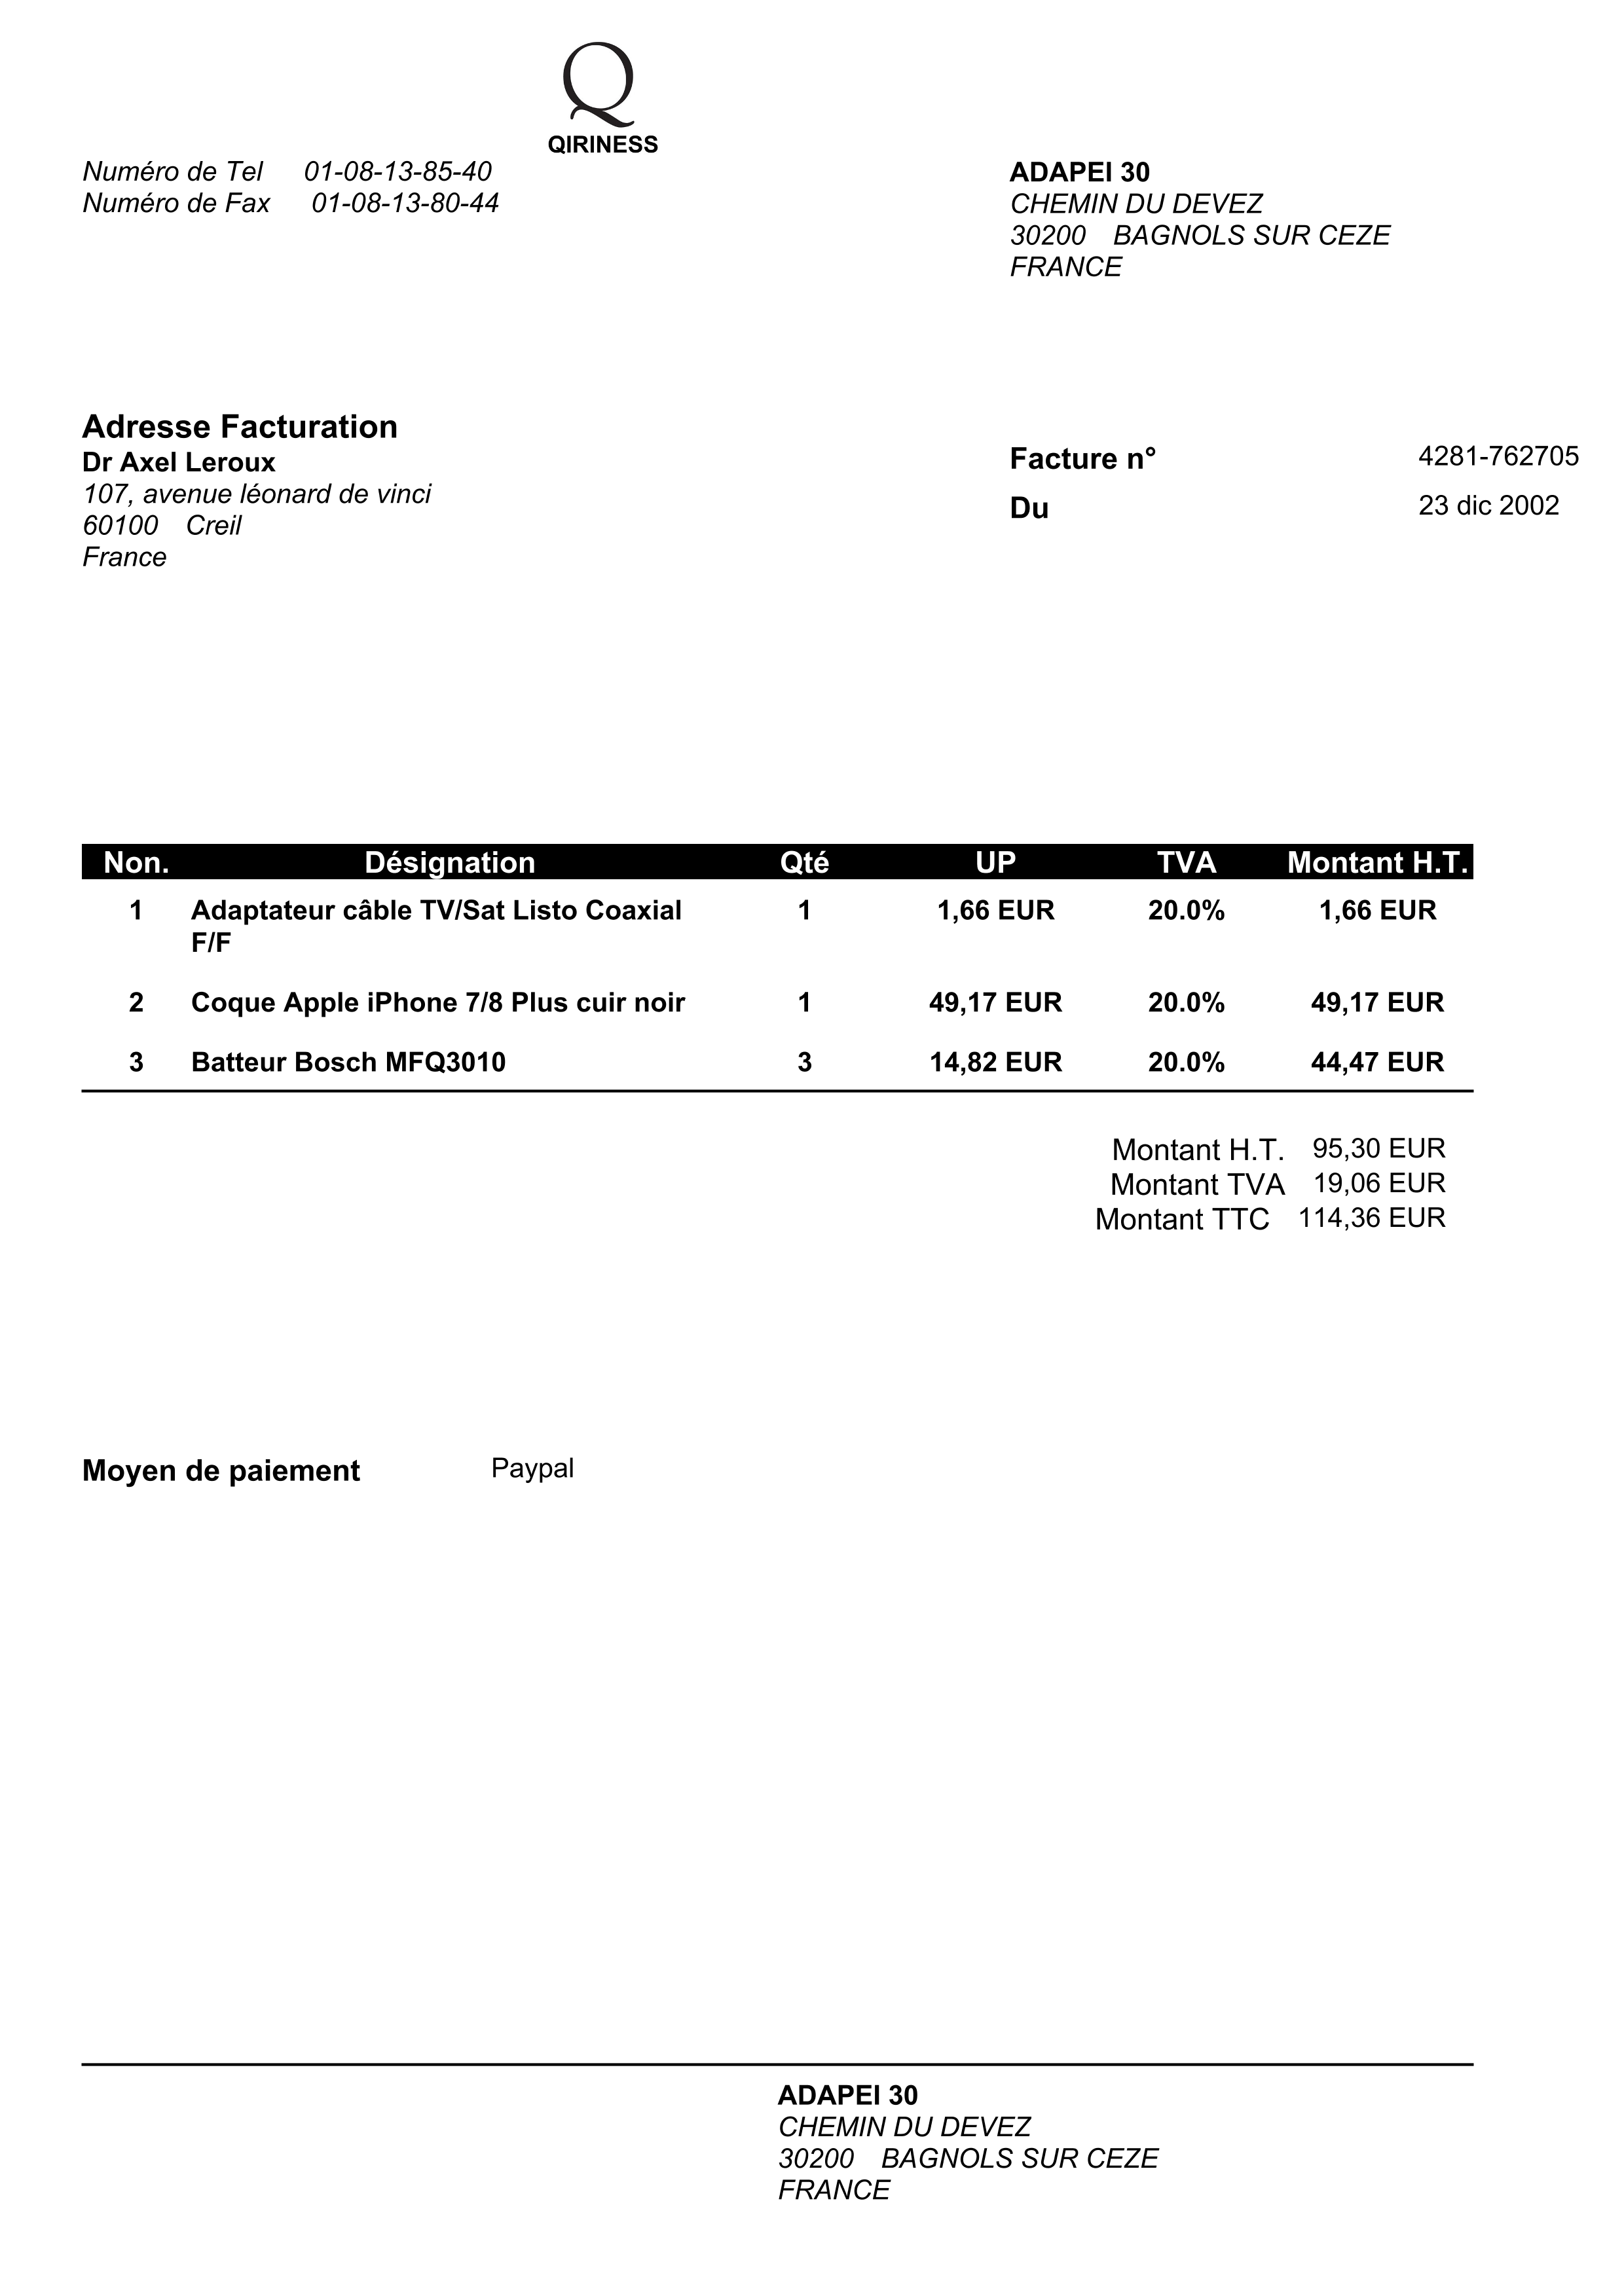 Q
QIRINESS
Numéro de Tel 01-08-13-85-40
Numéro de Fax 01-08-13-80-44
ADAPEI 30
CHEMIN DU DEVEZ
30200 BAGNOLS SUR CEZE
FRANCE
Adresse Facturation
Dr Axel Leroux
107, avenue léonard de vinci
60100 Creil
France
Facture n° 4281-762705
Du 23 dic 2002
Non. Désignation Qté UP TVA Montant H.T.
1 Adaptateur câble TV/Sat Listo Coaxial 1 1,66 EUR 20.0% 1,66 EUR
F/F
2 Coque Apple iPhone 7/8 Plus cuir noir 1 49,17 EUR 20.0% 49,17 EUR
3 Batteur Bosch MFQ3010 3 14,82 EUR 20.0% 44,47 EUR
Montant H.T. 95,30 EUR
Montant TVA 19,06 EUR
Montant TTC 114,36 EUR
Moyen de paiement Paypal
ADAPEI 30
CHEMIN DU DEVEZ
30200 BAGNOLS SUR CEZE
FRANCE